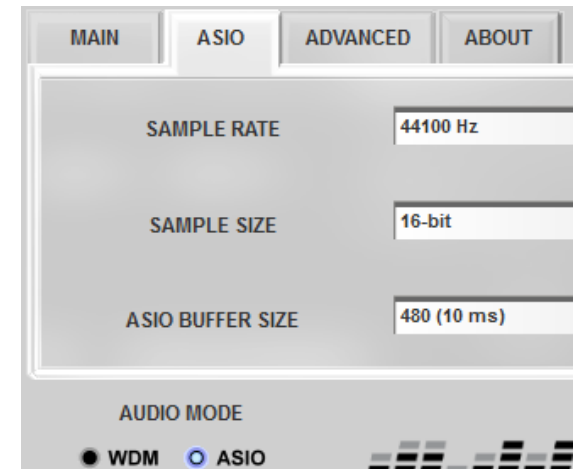 MAIN ASIO ADVANCED ABOUT
SAMPLE RATE 44100 Hz
SAMPLE SIZE 16-bit
ASIO BUFFER SIZE 480 (10 ms)
AUDIO MODE
WDM ASIO